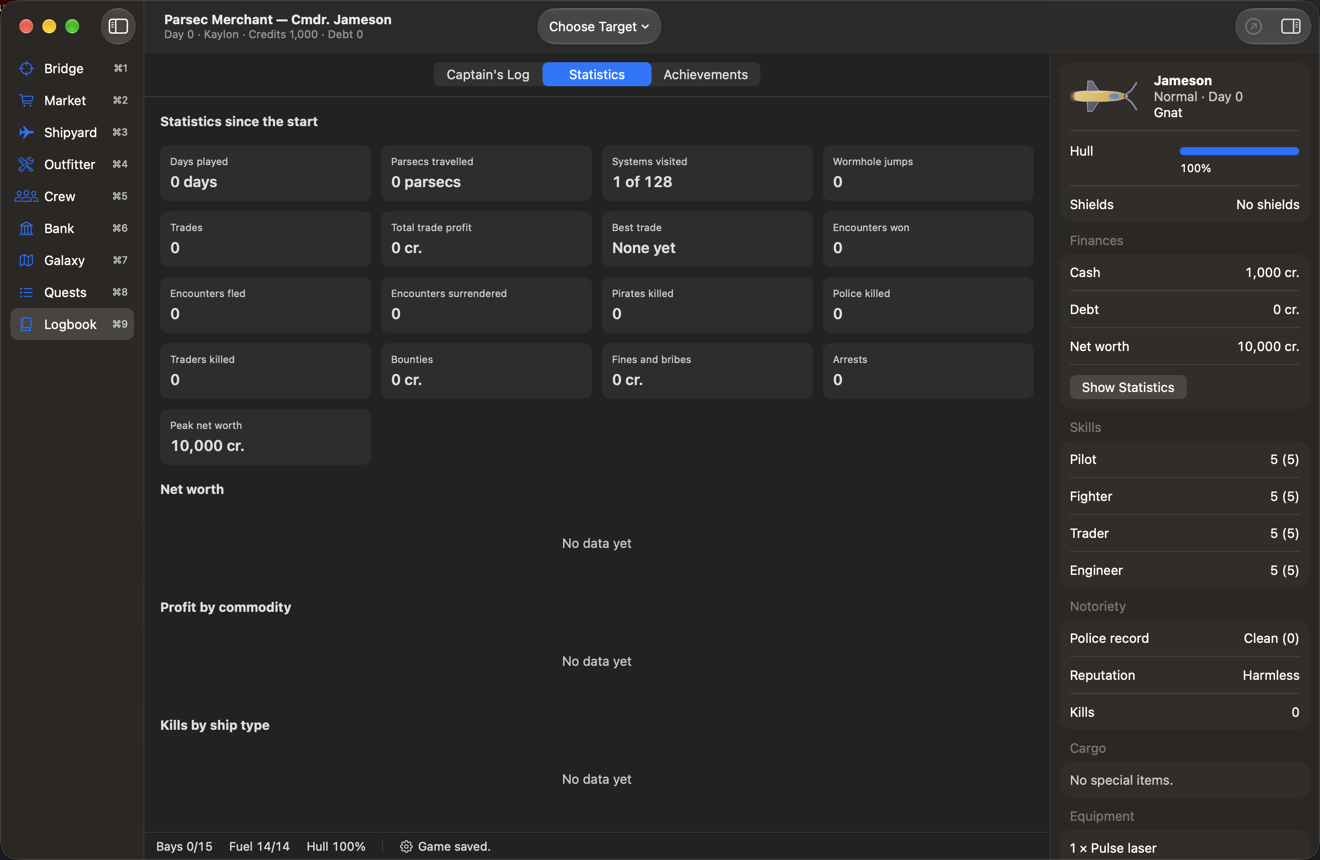 Parsec Merchant — Cmdr. Jameson
Day 0 · Kaylon · Credits 1,000 · Debt 0
Choose Target
Bridge ⌘1
Market ⌘2
Shipyard ⌘3
Outfitter ⌘4
Crew ⌘5
Bank ⌘6
Galaxy ⌘7
Quests ⌘8
Logbook ⌘9
Captain's Log Statistics Achievements
Statistics since the start
Days played
0 days
Parsecs travelled
0 parsecs
Systems visited
1 of 128
Wormhole jumps
0
Trades
0
Total trade profit
0 cr.
Best trade
None yet
Encounters won
0
Encounters fled
0
Encounters surrendered
0
Pirates killed
0
Police killed
0
Traders killed
0
Bounties
0 cr.
Fines and bribes
0 cr.
Arrests
0
Peak net worth
10,000 cr.
Net worth
No data yet
Profit by commodity
No data yet
Kills by ship type
No data yet
Bays 0/15 Fuel 14/14 Hull 100% Game saved.
Jameson
Normal · Day 0
Gnat
Hull
100%
Shields No shields
Finances
Cash 1,000 cr.
Debt 0 cr.
Net worth 10,000 cr.
Show Statistics
Skills
Pilot 5 (5)
Fighter 5 (5)
Trader 5 (5)
Engineer 5 (5)
Notoriety
Police record Clean (0)
Reputation Harmless
Kills 0
Cargo
No special items.
Equipment
1 × Pulse laser